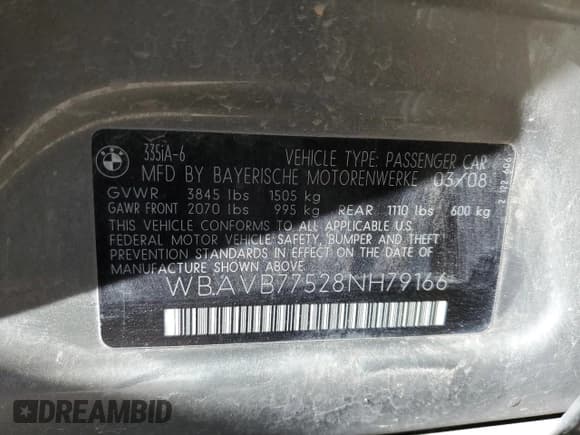 BMW
335iA-6
VEHICLE TYPE: PASSENGER CAR
MFD BY BAYERISCHE MOTORENWERKE 03/08
GVWR 3845 lbs 1505 kg
GAWR FRONT 2070 lbs 995 kg REAR 1110 lbs 600 kg
THIS VEHICLE CONFORMS TO ALL APPLICABLE U.S.
FEDERAL MOTOR VEHICLE SAFETY, BUMPER AND THEFT
PREVENTION STANDARDS IN EFFECT ON THE DATE OF
MANUFACTURE SHOWN ABOVE.
WBAVB77528NH79166
DREAMBID